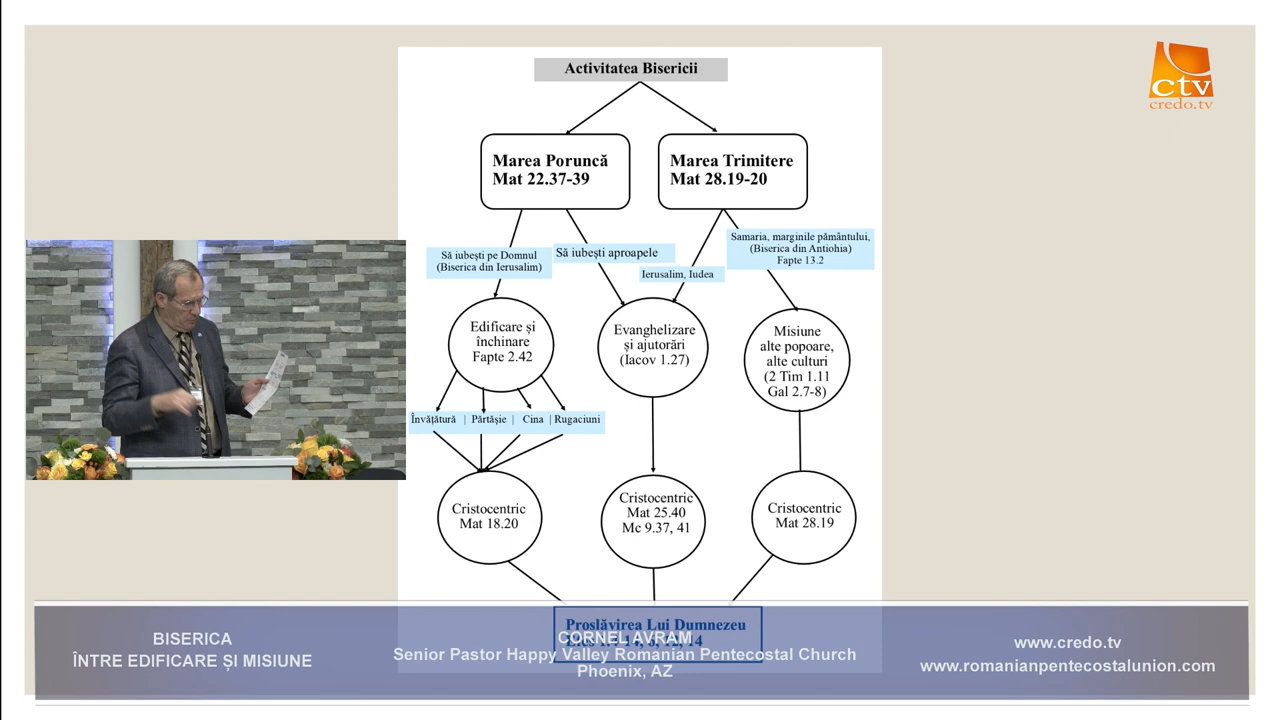 Activitatea Bisericii
ctv
credo.tv
Marea Poruncă
Mat 22.37-39
Marea Trimitere
Mat 28.19-20
Să iubești pe Domnul
(Biserica din Ierusalim)
Să iubești aproapele
Ierusalim, Iudea
Samaria, marginile pământului,
(Biserica din Antiohia)
Fapte 13.2
Edificare și
închinare
Fapte 2.42
Evanghelizare
și ajutorări
(Iacov 1.27)
Misiune
alte popoare,
alte culturi
(2 Tim 1.11
Gal 2.7-8)
Învățătură | Părtășie | Cina | Rugaciuni
Cristocentric
Mat 18.20
Cristocentric
Mat 25.40
Mc 9.37, 41
Cristocentric
Mat 28.19
Proslăvirea Lui Dumnezeu
BISERICA
ÎNTRE EDIFICARE ȘI MISIUNE
CORNEL AVRAM
Senior Pastor Happy Valley Romanian Pentecostal Church
Phoenix, AZ
www.credo.tv
www.romanianpentecostalunion.com